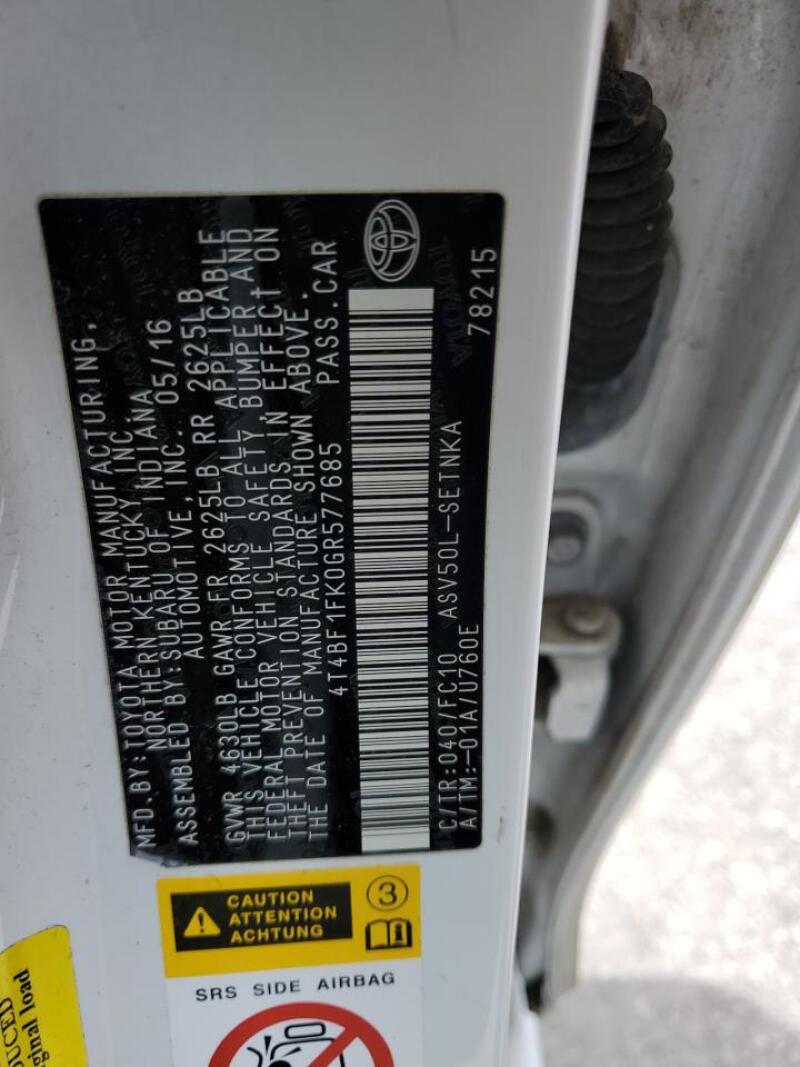 MFD.BY:TOYOTA MOTOR MANUFACTURING,
NORTHERN KENTUCKY INC
ASSEMBLED BY:SUBARU OF INDIANA
AUTOMOTIVE,INC. 05/16
GVWR 4630LB GAWR FR 2625LB RR 2625LB
THIS VEHICLE CONFORMS TO ALL APPLICABLE
FEDERAL MOTOR VEHICLE SAFETY,BUMPER AND
THEFT PREVENTION STANDARDS IN EFFECT ON
THE DATE OF MANUFACTURE SHOWN ABOVE.
4T4BF1FK0GR577685 PASS.CAR
C/TR:040/FC10 ASV50L-SETNKA
A/TM:-01A/U760E 78215
CAUTION
ATTENTION
ACHTUNG
3
SRS SIDE AIRBAG
load